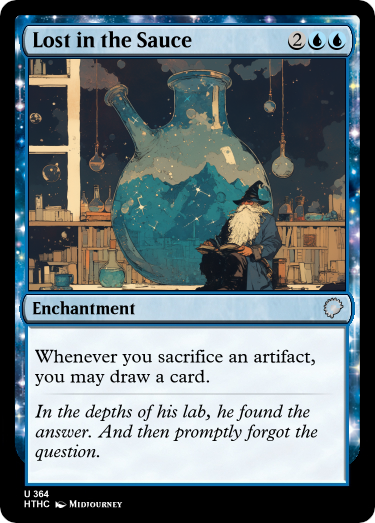 Lost in the Sauce 2
Enchantment
Whenever you sacrifice an artifact,
you may draw a card.
In the depths of his lab, he found the
answer. And then promptly forgot the
question.
U 364
HTHC Midjourney